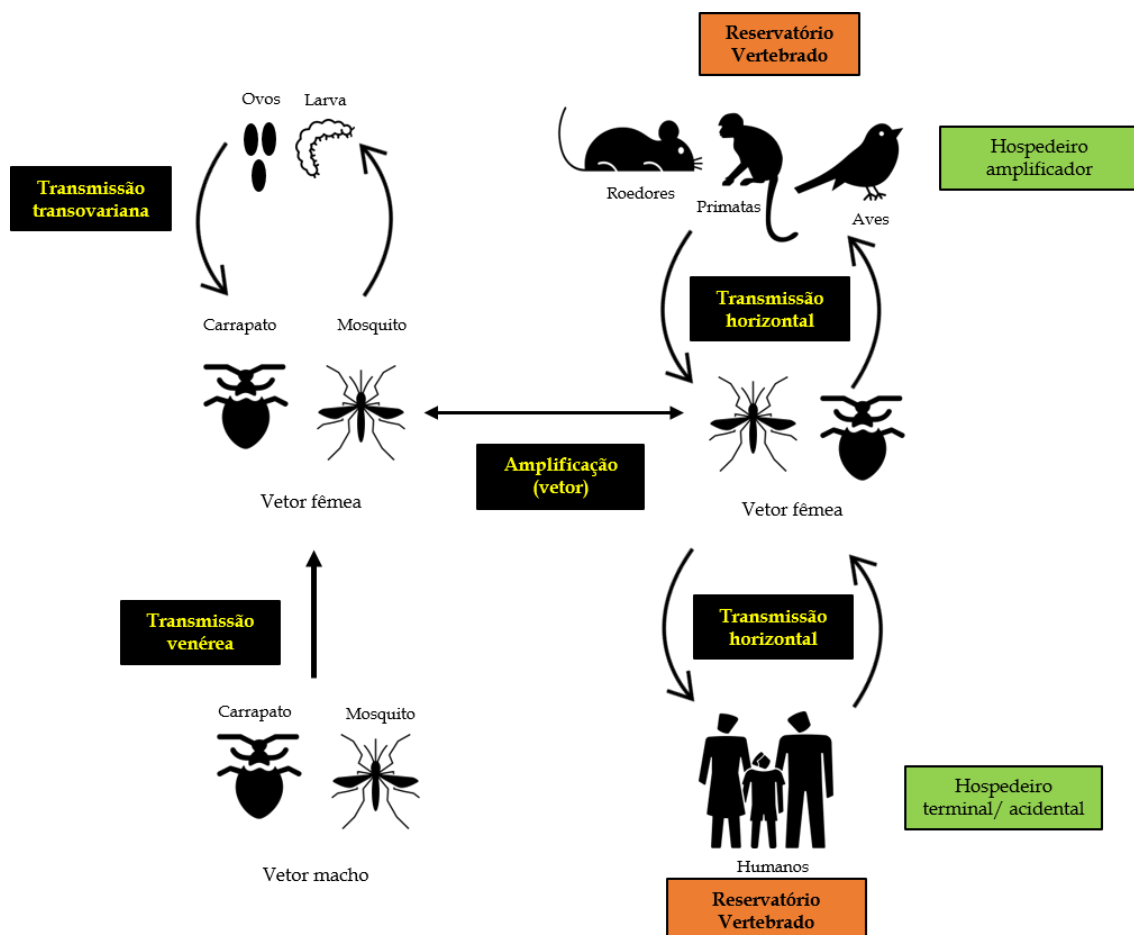 Reservatório
Vertebrado
Ovos
Larva
Transmissão
transovariana
Roedores
Primatas
Aves
Hospedeiro
amplificador
Carrapato
Mosquito
Transmissão
horizontal
Amplificação
(vetor)
Vetor fêmea
Vetor fêmea
Transmissão
venérea
Transmissão
horizontal
Carrapato
Mosquito
Hospedeiro
terminal/ acidental
Vetor macho
Humanos
Reservatório
Vertebrado